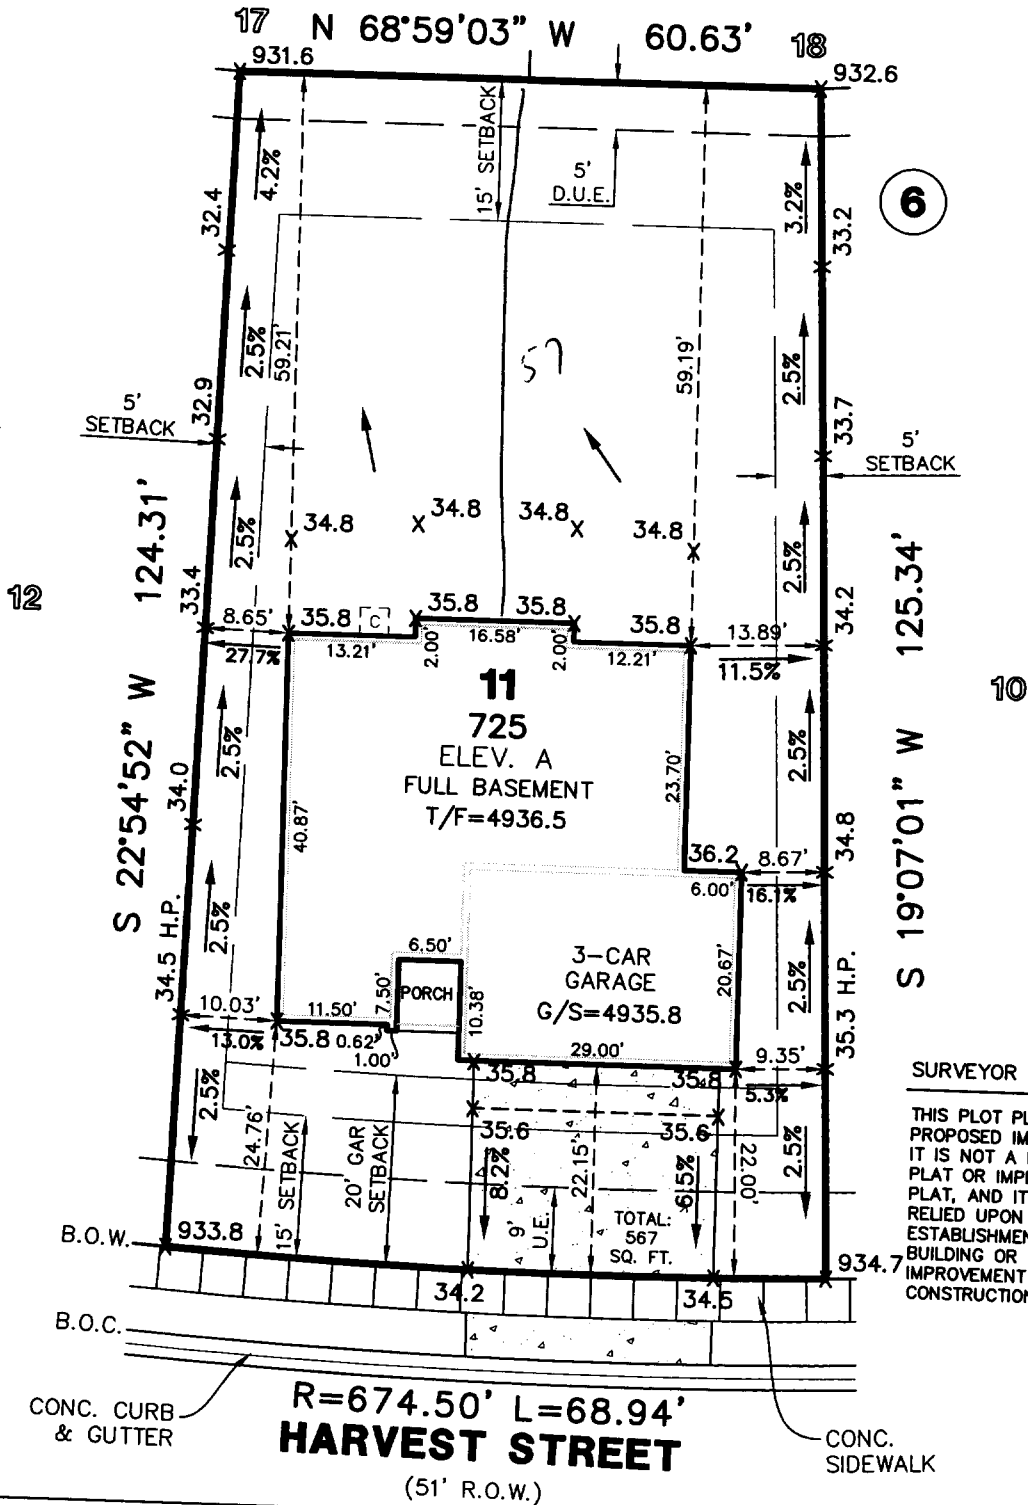 17 N 68°59'03" W 60.63' 18
931.6
932.6
15' SETBACK
5'
D.U.E.
4.2%
3.2%
6
32.4
33.2
2.5%
59.21'
57
59.19'
2.5%
32.9
33.7
5'
SETBACK
5'
SETBACK
34.8
34.8
34.8
34.8
2.5%
2.5%
S 22°54'52" W 124.31'
S 19°07'01" W 125.34'
12
33.4
34.2
8.65'
35.8
C
35.8
35.8
35.8
13.89'
27.7%
13.21'
2.00'
16.58'
2.00'
12.21'
11.5%
10
11
725
ELEV. A
FULL BASEMENT
T/F=4936.5
2.5%
2.5%
23.70'
40.87'
34.0
34.8
36.2
8.67'
6.00'
16.1%
2.5%
34.5 H.P.
6.50'
7.50'
PORCH
10.38'
3-CAR
GARAGE
G/S=4935.8
20.67'
2.5%
35.3 H.P.
10.03'
11.50'
13.0%
35.8
0.62'
1.00'
29.00'
35.8
35.8
9.35'
5.3%
2.5%
24.76'
15' SETBACK
20' GAR
SETBACK
35.6
35.6
8.2%
22.15'
6.5%
22.00'
2.5%
9'
U.E.
TOTAL:
567
SQ. FT.
SURVEYOR
THIS PLOT PL
PROPOSED IM
IT IS NOT A
PLAT OR IMP
PLAT, AND IT
RELIED UPON
ESTABLISHMEN
BUILDING OR
IMPROVEMENT
CONSTRUCTION
B.O.W.
933.8
934.7
34.2
34.5
B.O.C.
CONC. CURB
& GUTTER
R=674.50' L=68.94'
HARVEST STREET
(51' R.O.W.)
CONC.
SIDEWALK